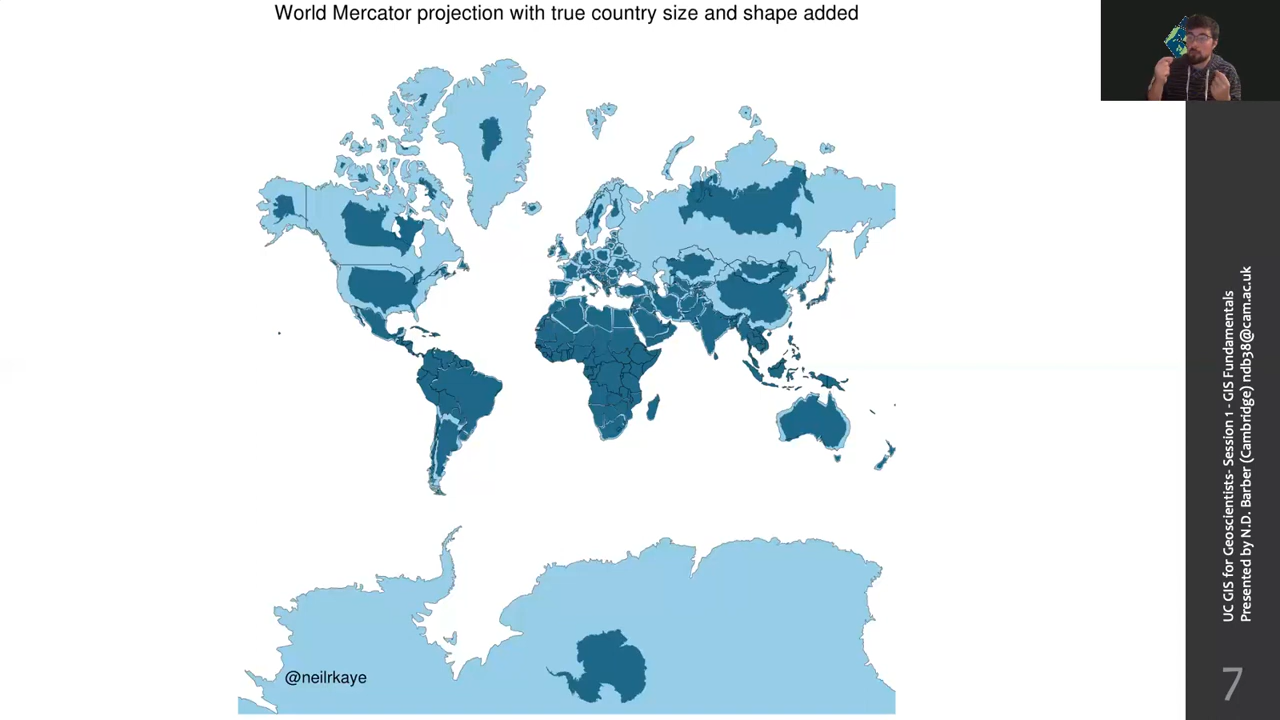 World Mercator projection with true country size and shape added
@neilrkaye
UC GIS for Geoscientists- Session 1 - GIS Fundamentals
Presented by N.D. Barber (Cambridge) ndb38@cam.ac.uk
7